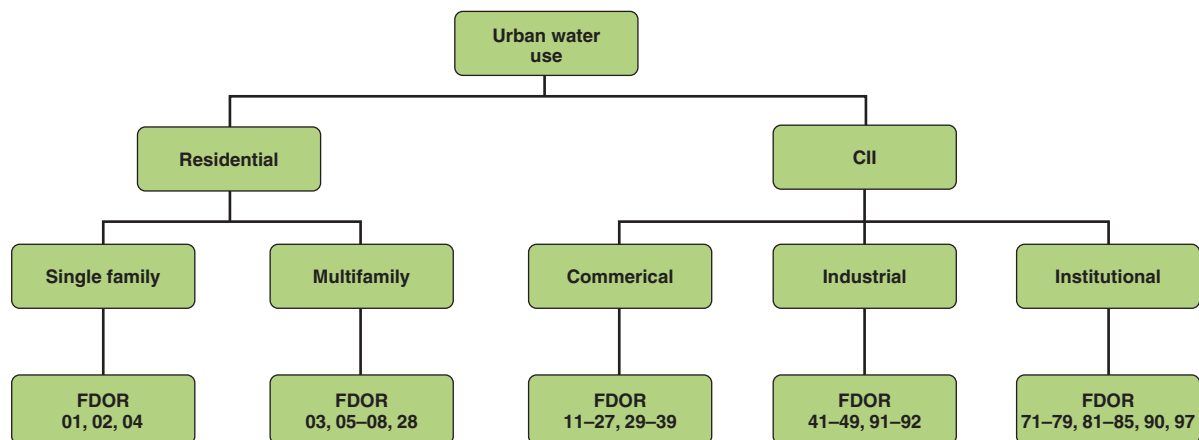 Urban water
use
Residential
CII
Single family
Multifamily
Commerical
Industrial
Institutional
FDOR
01, 02, 04
FDOR
03, 05–08, 28
FDOR
11–27, 29–39
FDOR
41–49, 91–92
FDOR
71–79, 81–85, 90, 97